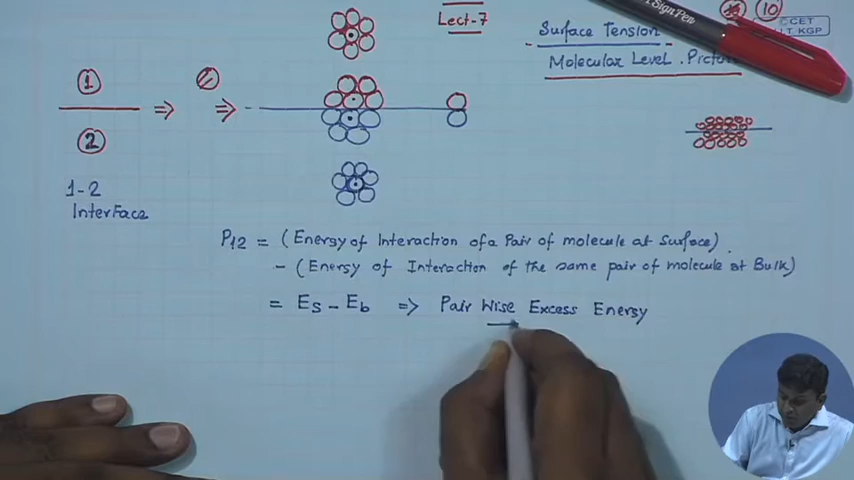 Lect-7
10
© CET
I.T. KGP
Surface Tension
Molecular Level
1
2
1-2
InterFace
P12 = (Energy of Interaction of a Pair of molecule at Surface)
- (Energy of Interaction of the same pair of molecule at Bulk)
= ES - Eb => Pair Wise Excess Energy